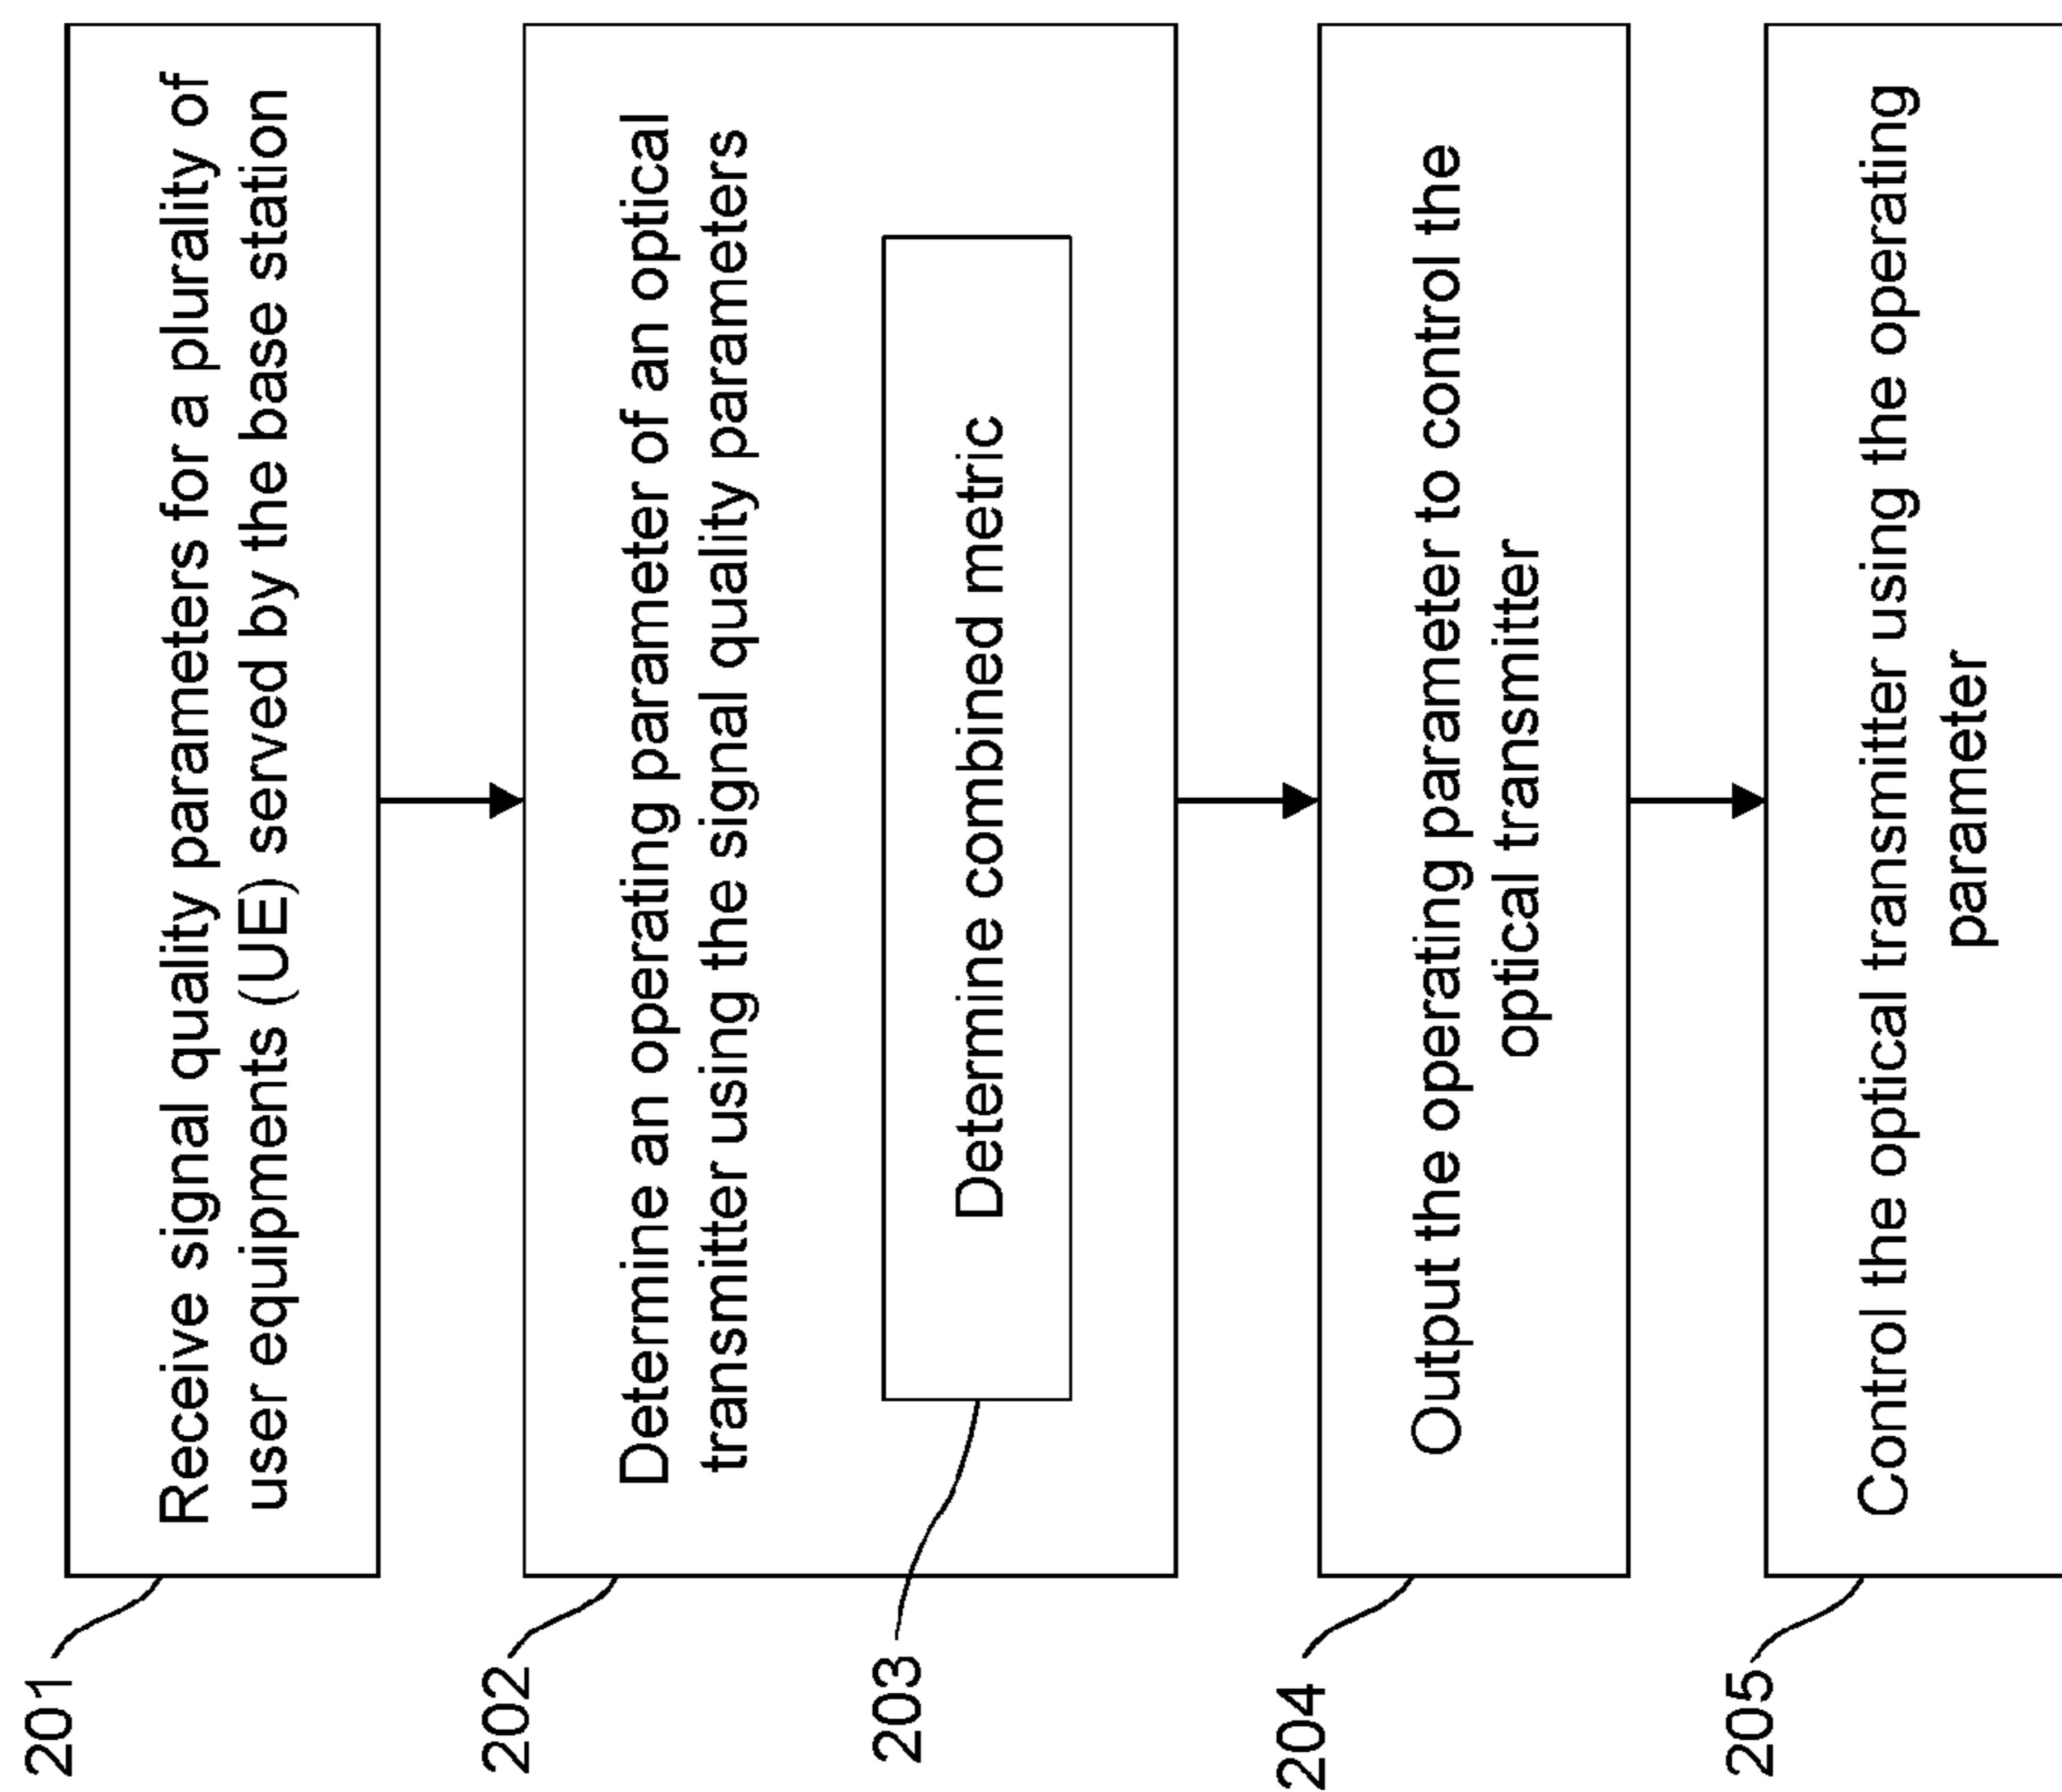 201
Receive signal quality parameters for a plurality of
user equipments (UE) served by the base station
202
Determine an operating parameter of an optical
transmitter using the signal quality parameters
203
Determine combined metric
204
Output the operating parameter to control the
optical transmitter
205
Control the optical transmitter using the operating
parameter